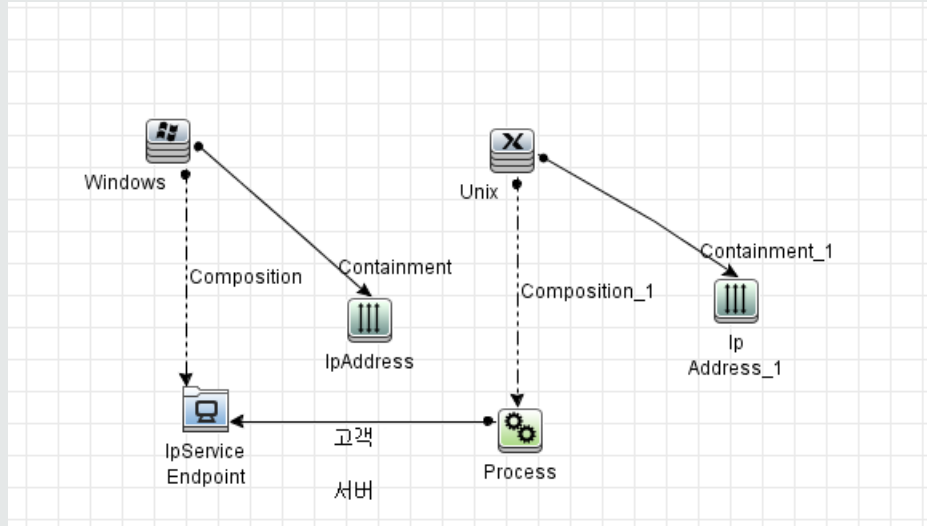 Windows
Unix
Composition
Containment
Composition_1
Containment_1
IpAddress
Ip
Address_1
IpService
Endpoint
고객
서버
Process